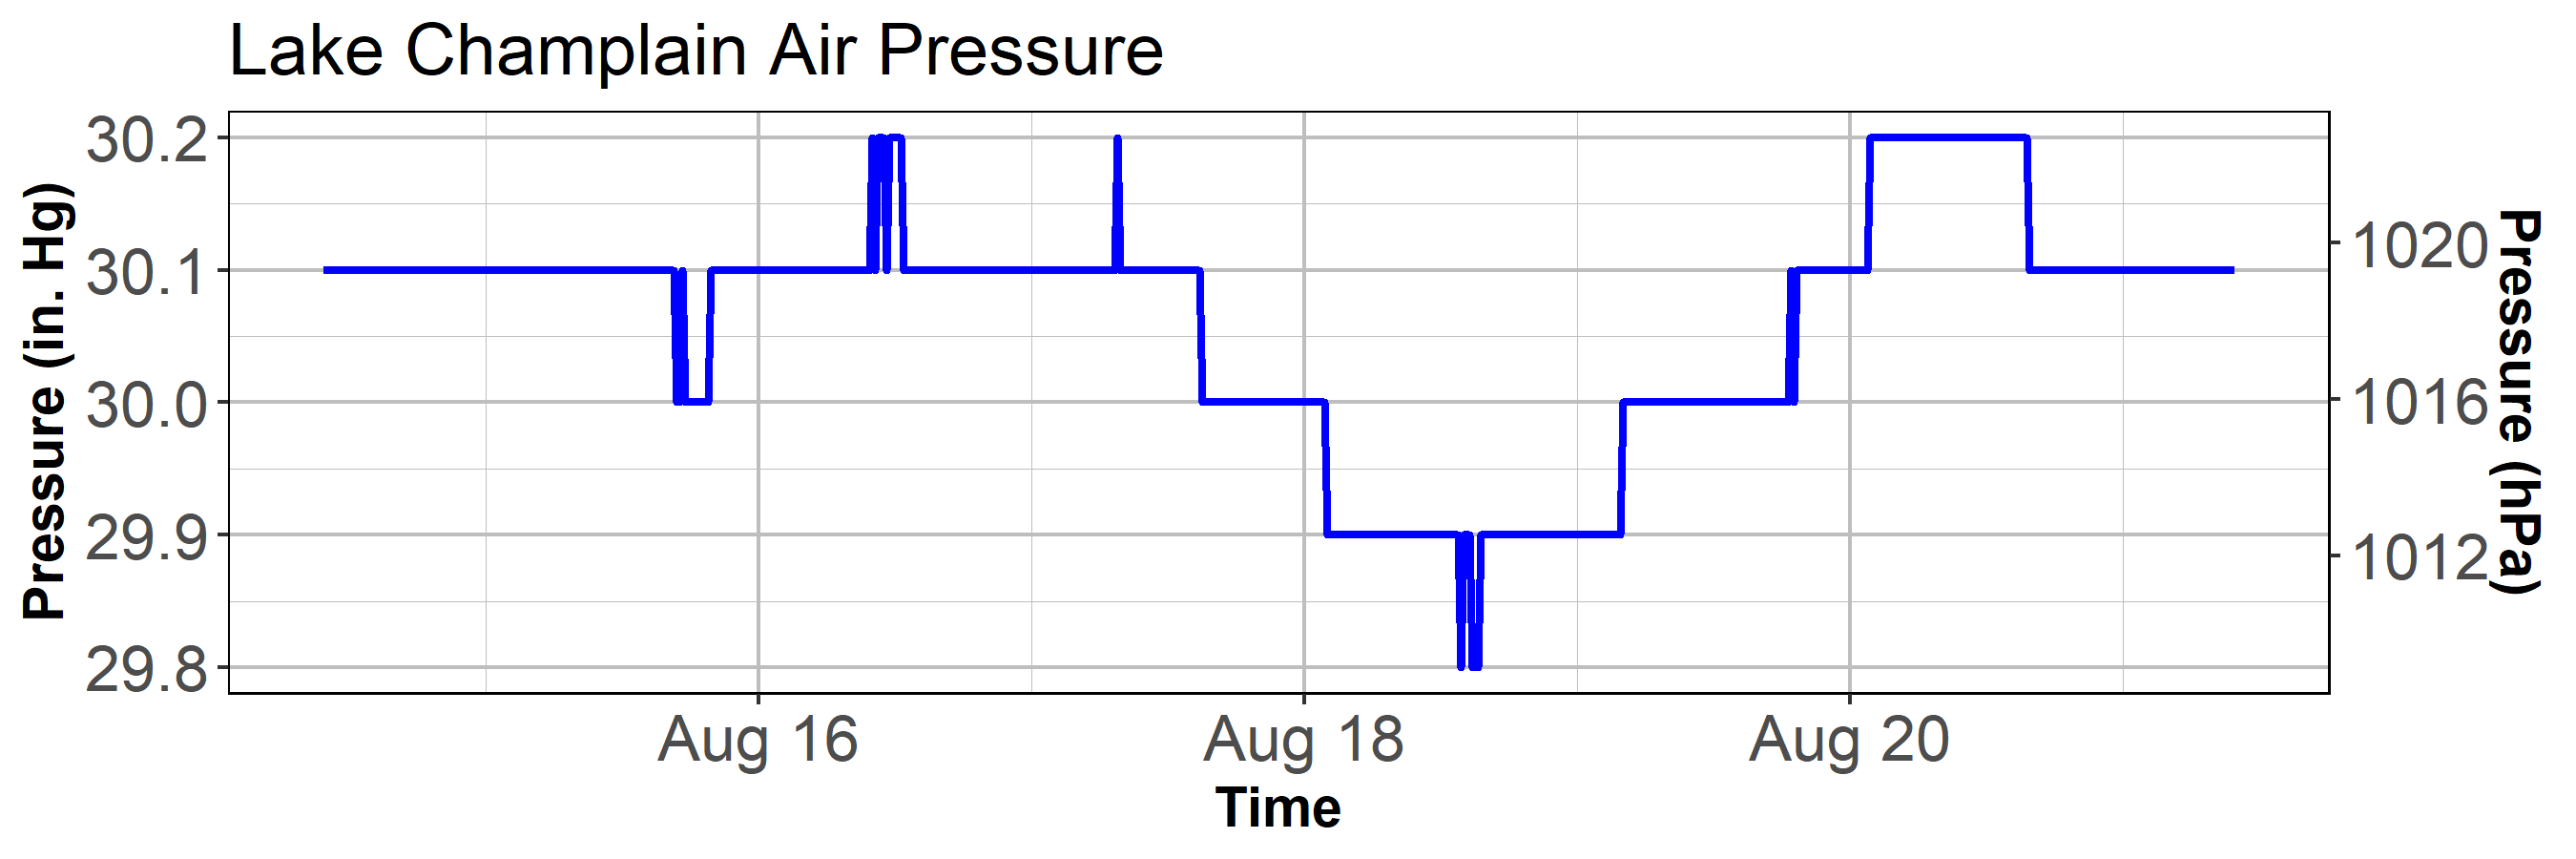 Lake Champlain Air Pressure
Pressure (in. Hg)
30.2
30.1
30.0
29.9
29.8
1020
1016
1012
Pressure (hPa)
Aug 16
Aug 18
Aug 20
Time